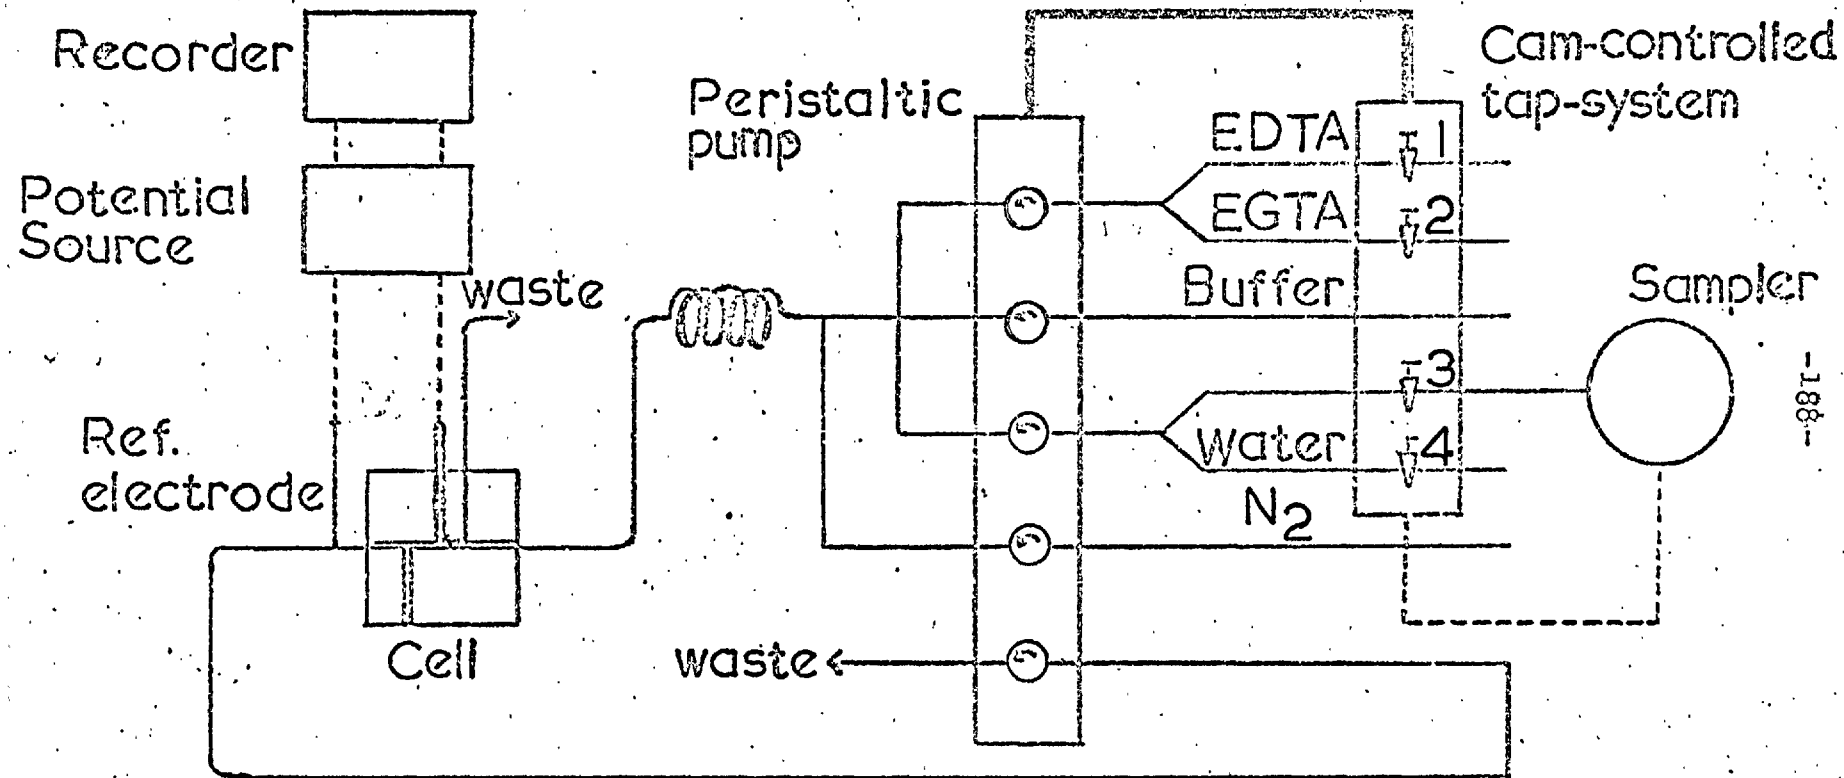 Recorder
Potential
Source
waste
Ref.
electrode
Cell
Peristaltic
pump
waste
EDTA
1
EGTA
2
Buffer
3
Water
4
N2
Cam-controlled
tap-system
Sampler
-188-